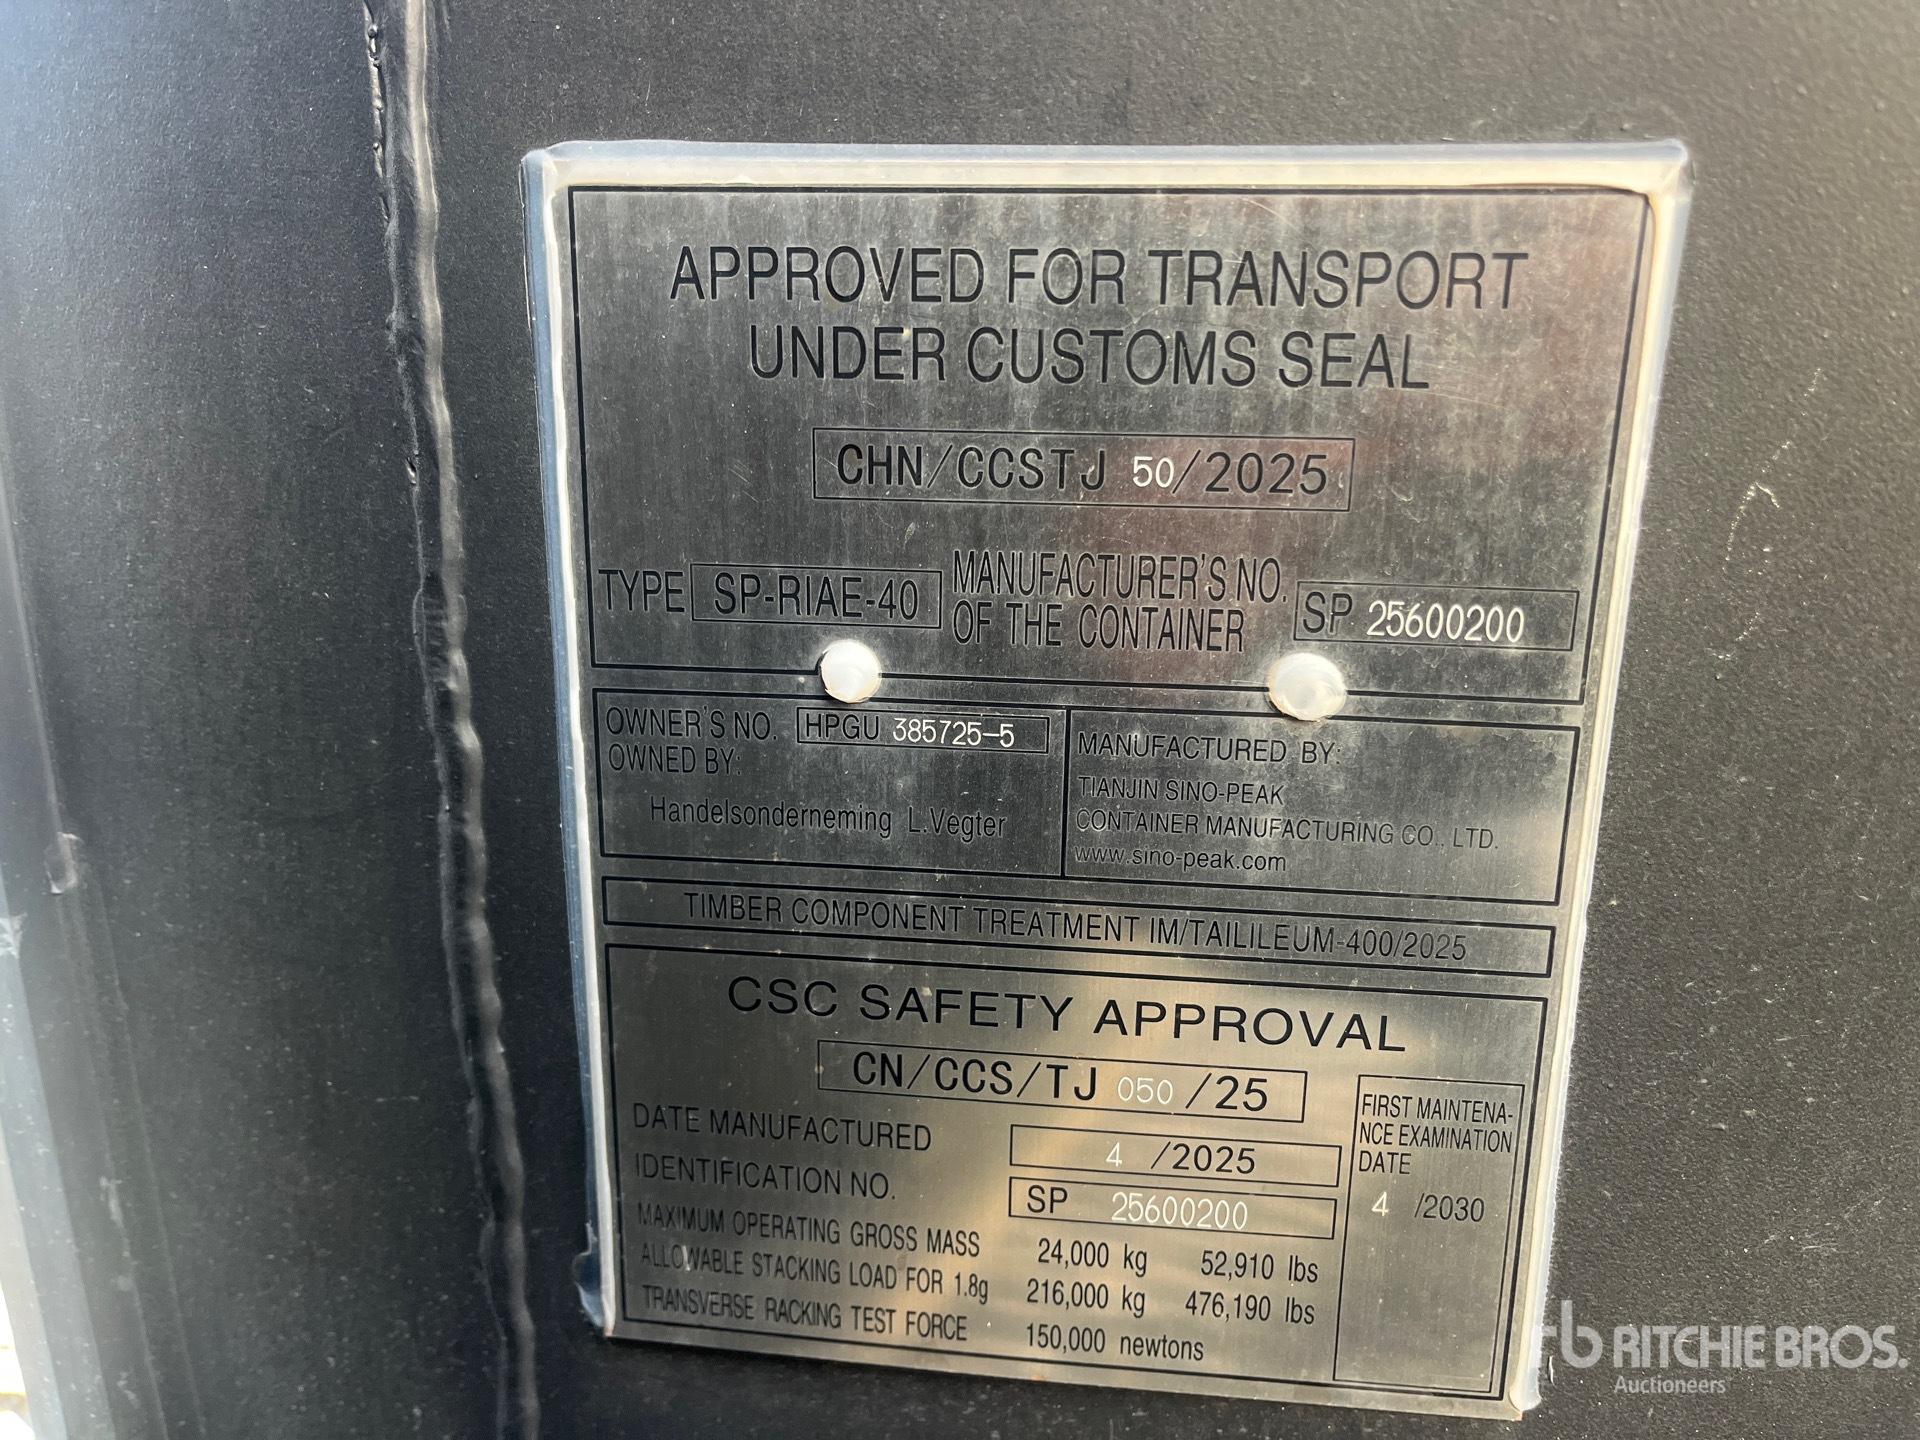 APPROVED FOR TRANSPORT
UNDER CUSTOMS SEAL
CHN/CCSTJ 50/2025
TYPE SP-RIAE-40 MANUFACTURER'S NO.
OF THE CONTAINER SP 25600200
OWNER'S NO. HPGU 385725-5
OWNED BY:
Handelsonderneming L.Vegter
MANUFACTURED BY:
TIANJIN SINO-PEAK
CONTAINER MANUFACTURING CO., LTD.
www.sino-peak.com
TIMBER COMPONENT TREATMENT IM/TAILILEUM-400/2025
CSC SAFETY APPROVAL
CN/CCS/TJ 050 /25
DATE MANUFACTURED 4 /2025
IDENTIFICATION NO. SP 25600200
MAXIMUM OPERATING GROSS MASS 24,000 kg 52,910 lbs
ALLOWABLE STACKING LOAD FOR 1.8g 216,000 kg 476,190 lbs
TRANSVERSE RACKING TEST FORCE 150,000 newtons
FIRST MAINTENA-
NCE EXAMINATION
DATE
4 /2030
rb RITCHIE BROS.
Auctioneers